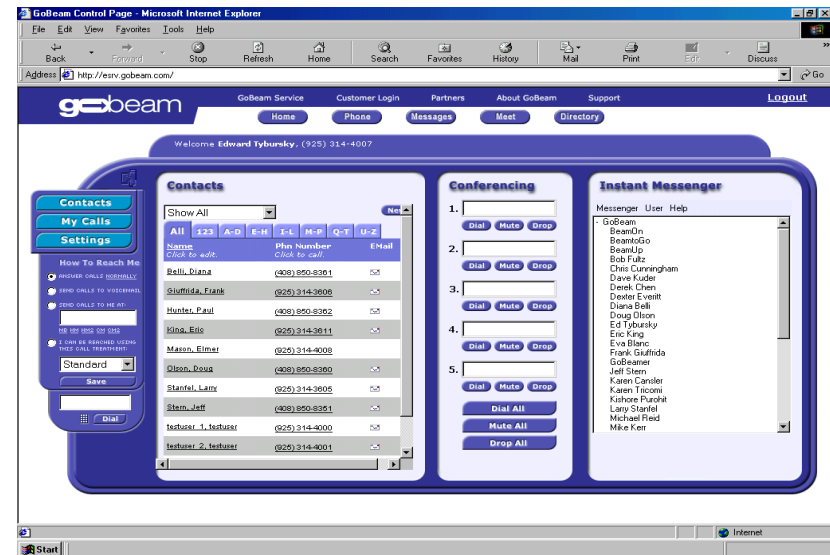 GoBeam Control Page - Microsoft Internet Explorer
File Edit View Favorites Tools Help
Back Forward Stop Refresh Home Search Favorites History Mail Print Edit Discuss »
Address http://esrv.gobeam.com/ Go
gobeam
GoBeam Service Customer Login Partners About GoBeam Support Logout
Home Phone Messages Meet Directory
Welcome Edward Tybursky, (925) 314-4007
Contacts
My Calls
Settings
How To Reach Me
ANSWER CALLS NORMALLY
SEND CALLS TO VOICEMAIL
SEND CALLS TO ME AT:
I CAN BE REACHED USING
THIS CALL TREATMENT:
Standard
Save
Dial
Contacts
Show All
All 123 A-D E-H I-L M-P Q-T U-Z
Name Phn Number EMail
Click to edit. Click to call.
Belli, Diana (408) 850-8361
Giuffrida, Frank (925) 314-3606
Hunter, Paul (408) 850-8352
King, Eric (925) 314-3611
Mason, Elmer (925) 314-4008
Olson, Doug (408) 850-8360
Stanfel, Larry (925) 314-3605
Stern, Jeff (408) 850-8351
testuser_1, testuser (925) 314-4000
testuser_2, testuser (925) 314-4001
Conferencing
1.
Dial Mute Drop
2.
Dial Mute Drop
3.
Dial Mute Drop
4.
Dial Mute Drop
5.
Dial Mute Drop
Dial All
Mute All
Drop All
Instant Messenger
Messenger User Help
- GoBeam
BeamOn
BeamtoGo
BeamUp
Bob Fultz
Chris Cunningham
Dave Kuder
Derek Chen
Dexter Everitt
Diana Belli
Doug Olson
Ed Tybursky
Eric King
Eva Blanc
Frank Giuffrida
GoBeamer
Jeff Stern
Karen Cansler
Karen Tricomi
Kishore Purohit
Larry Stanfel
Michael Reid
Mike Kerr
Internet
Start